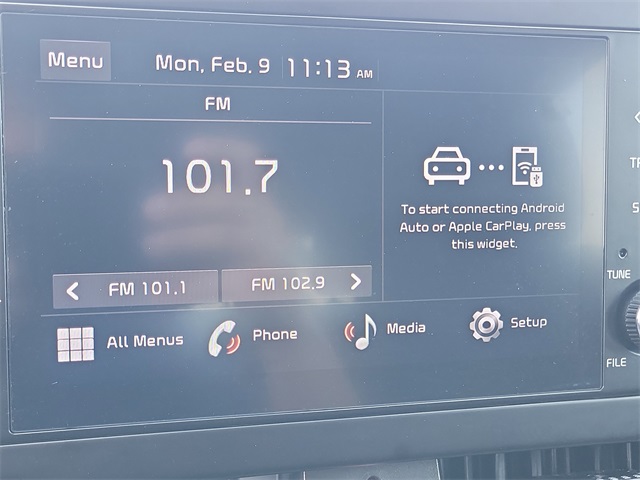 Menu
Mon, Feb. 9 11:13 AM
FM
101.7
FM 101.1
FM 102.9
To start connecting Android
Auto or Apple CarPlay, press
this widget.
All Menus
Phone
Media
Setup
TUNE
FILE